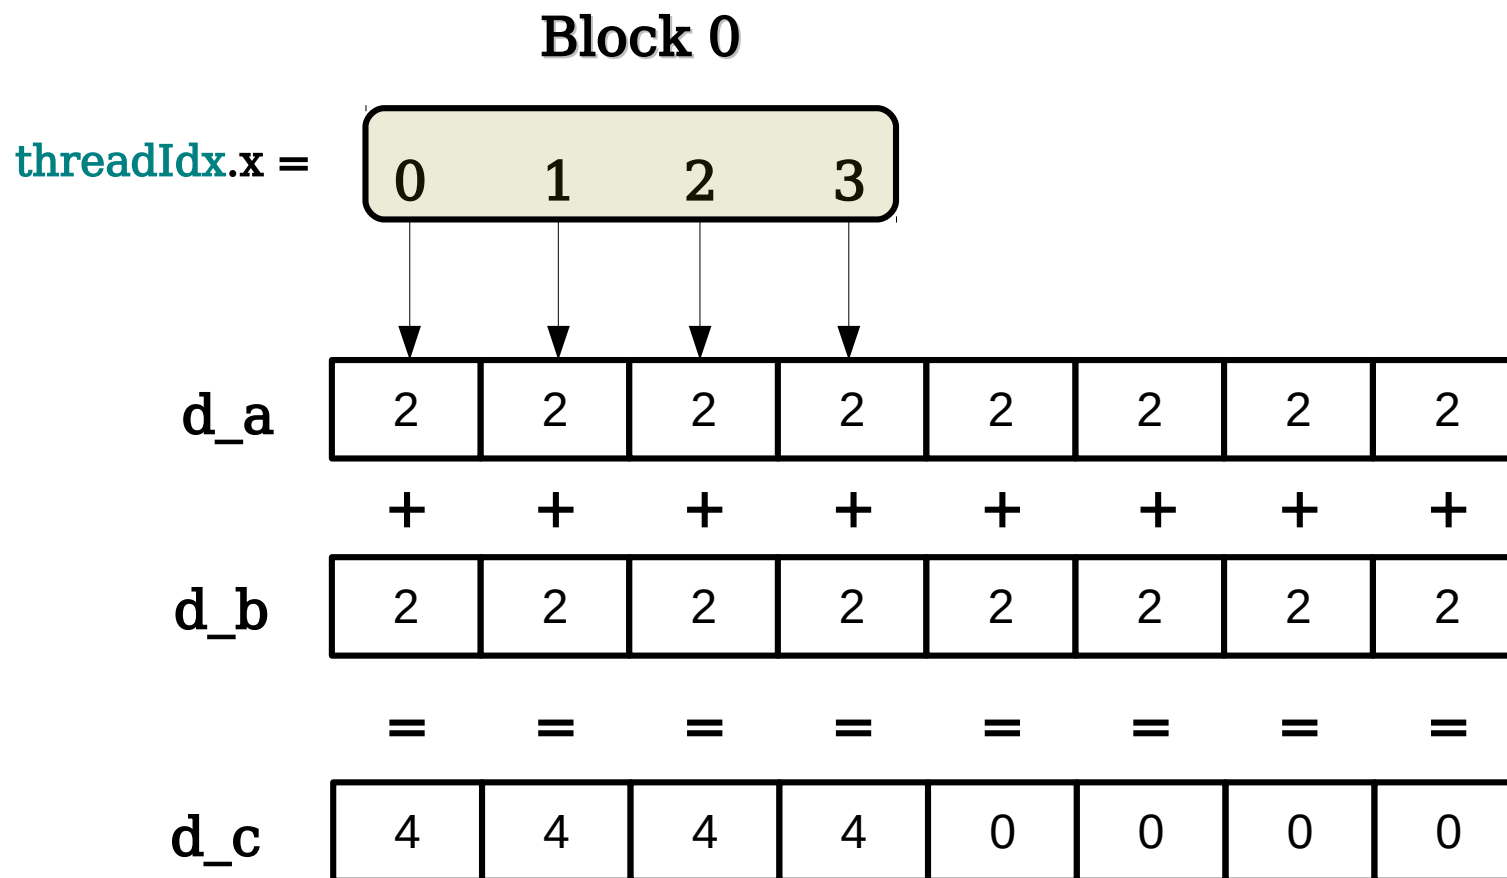 Block 0
threadIdx.x = 0 1 2 3
d_a 2 2 2 2 2 2 2 2
+ + + + + + + +
d_b 2 2 2 2 2 2 2 2
= = = = = = = =
d_c 4 4 4 4 0 0 0 0